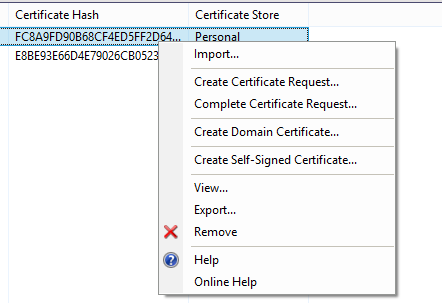 Certificate Hash Certificate Store
FC8A9FD90B68CF4ED5FF2D64... Personal
E8BE93E66D4E79026CB0523
Import...
Create Certificate Request...
Complete Certificate Request...
Create Domain Certificate...
Create Self-Signed Certificate...
View...
Export...
Remove
Help
Online Help